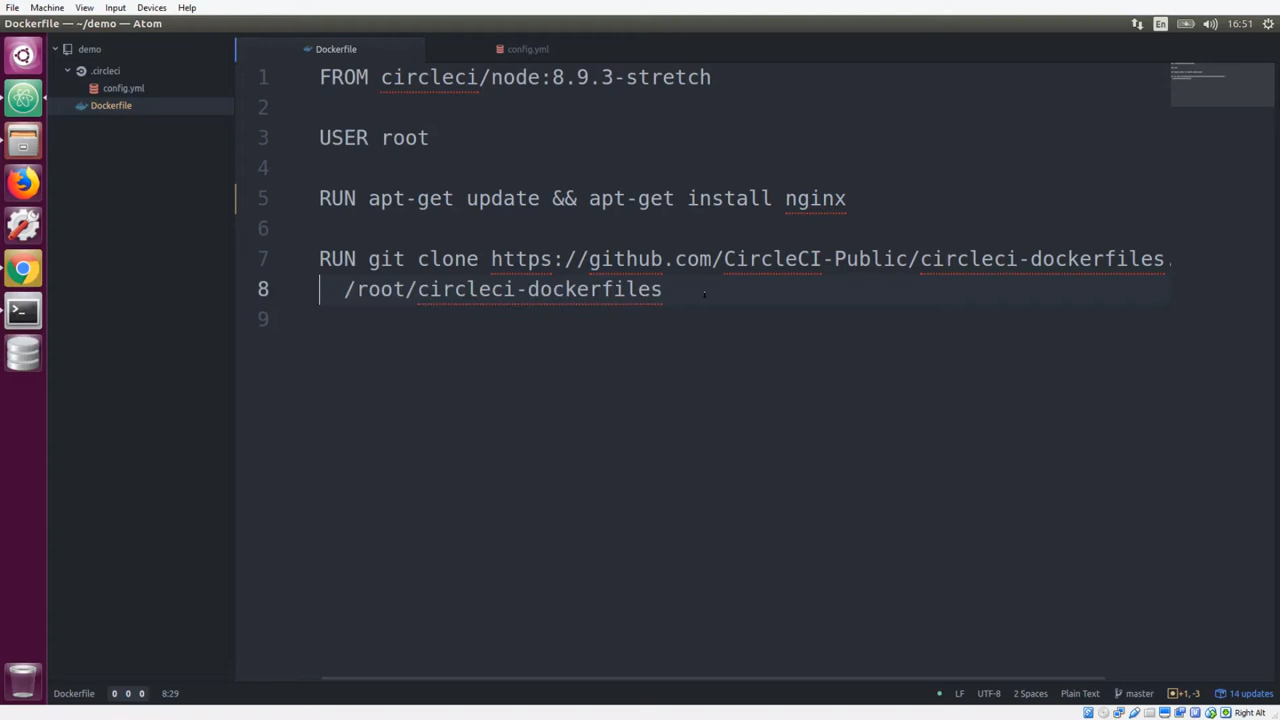 File Machine View Input Devices Help
Dockerfile — ~/demo — Atom
En 16:51
demo
.circleci
config.yml
Dockerfile
Dockerfile config.yml
1 FROM circleci/node:8.9.3-stretch
2
3 USER root
4
5 RUN apt-get update && apt-get install nginx
6
7 RUN git clone https://github.com/CircleCI-Public/circleci-dockerfiles.
8 /root/circleci-dockerfiles
9
Dockerfile 0 0 0 8:29 LF UTF-8 2 Spaces Plain Text master +1, -3 14 updates
Right Alt